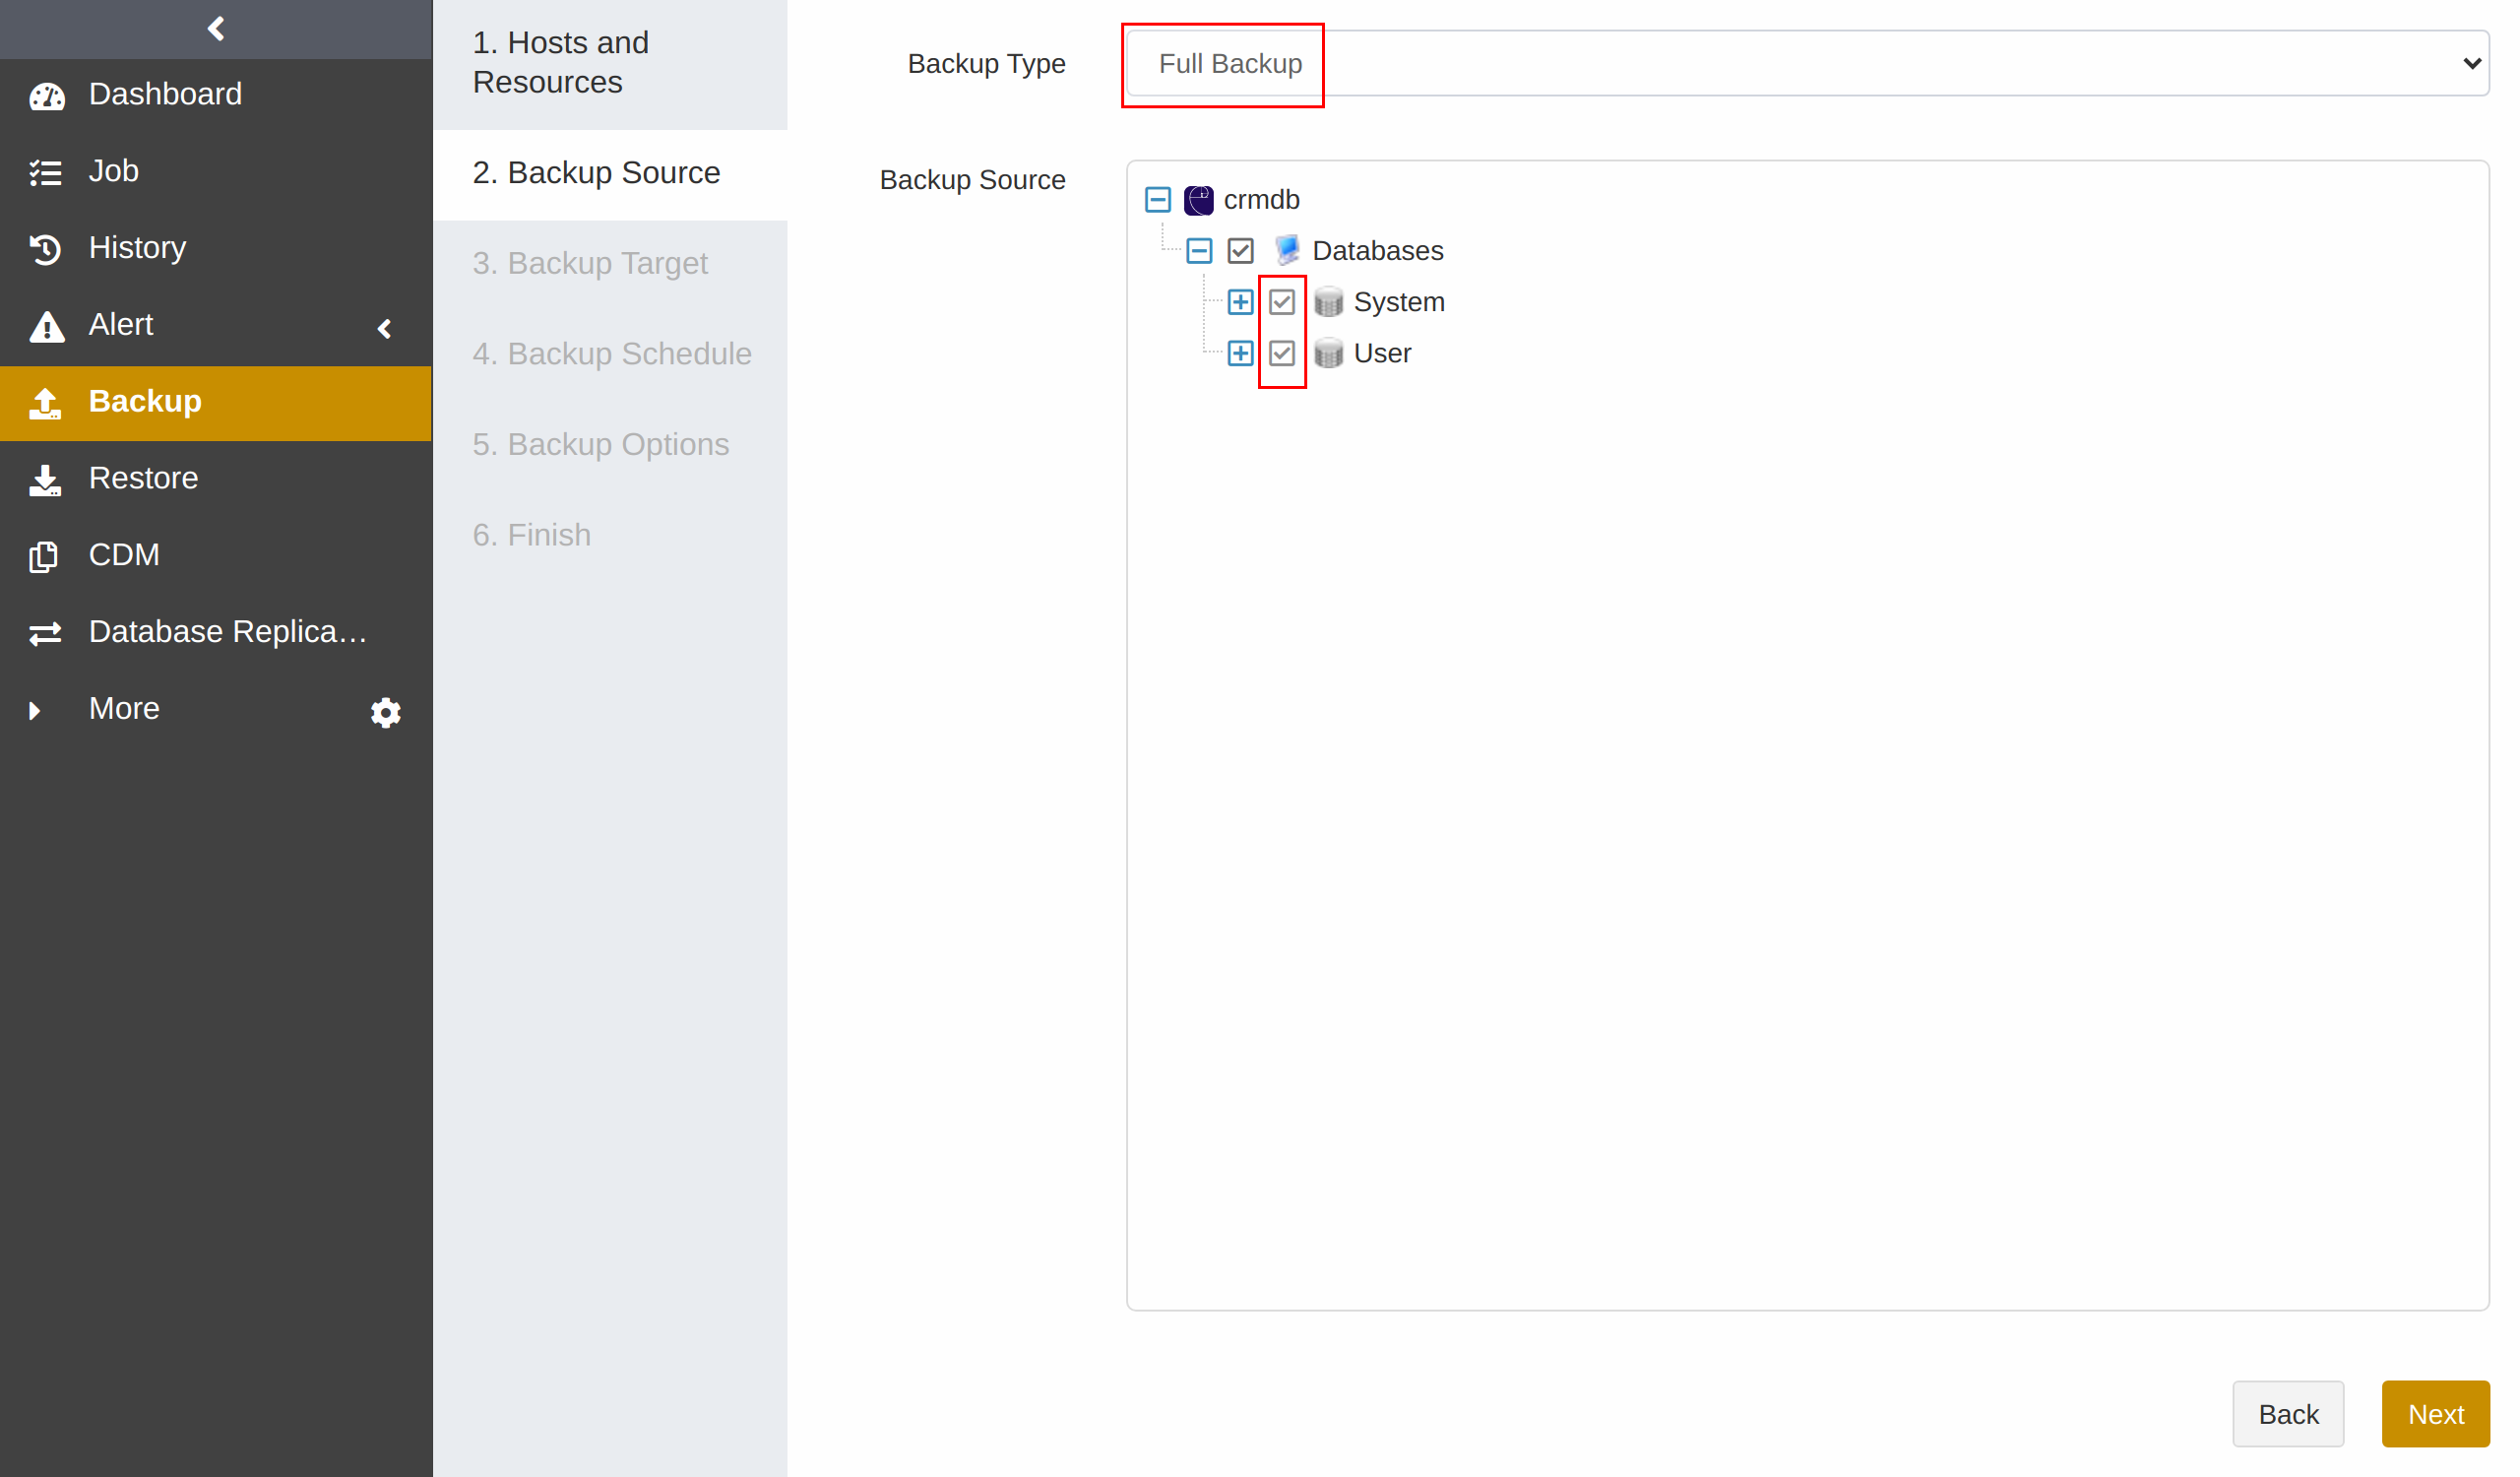 Dashboard
Job
History
Alert
Backup
Restore
CDM
Database Replica…
More
1. Hosts and
Resources
2. Backup Source
3. Backup Target
4. Backup Schedule
5. Backup Options
6. Finish
Backup Type
Full Backup
Backup Source
crmdb
Databases
System
User
Back
Next